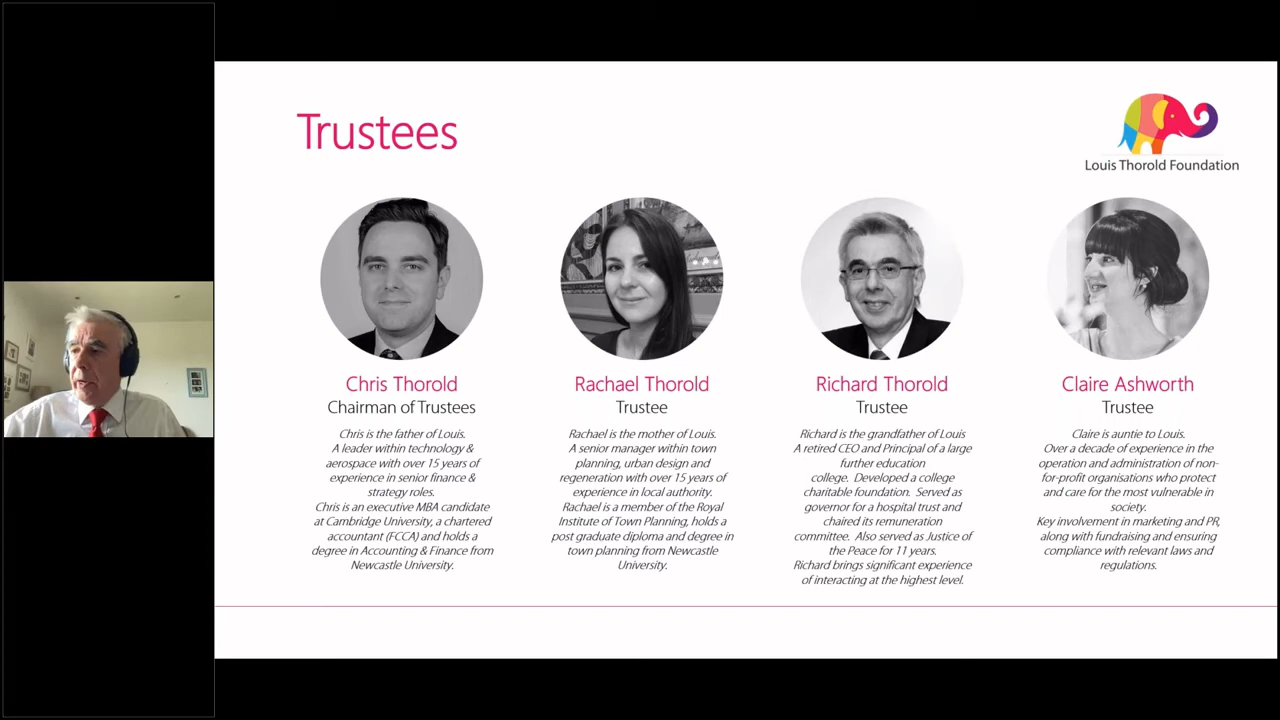 Trustees
Louis Thorold Foundation
Chris Thorold
Chairman of Trustees
Chris is the father of Louis.
A leader within technology &
aerospace with over 15 years of
experience in senior finance &
strategy roles.
Chris is an executive MBA candidate
at Cambridge University, a chartered
accountant (FCCA) and holds a
degree in Accounting & Finance from
Newcastle University.
Rachael Thorold
Trustee
Rachael is the mother of Louis.
A senior manager within town
planning, urban design and
regeneration with over 15 years of
experience in local authority.
Rachael is a member of the Royal
Institute of Town Planning, holds a
post graduate diploma and degree in
town planning from Newcastle
University.
Richard Thorold
Trustee
Richard is the grandfather of Louis
A retired CEO and Principal of a large
further education
college. Developed a college
charitable foundation. Served as
governor for a hospital trust and
chaired its remuneration
committee. Also served as Justice of
the Peace for 11 years.
Richard brings significant experience
of interacting at the highest level.
Claire Ashworth
Trustee
Claire is auntie to Louis.
Over a decade of experience in the
operation and administration of non-
for-profit organisations who protect
and care for the most vulnerable in
society.
Key involvement in marketing and PR,
along with fundraising and ensuring
compliance with relevant laws and
regulations.